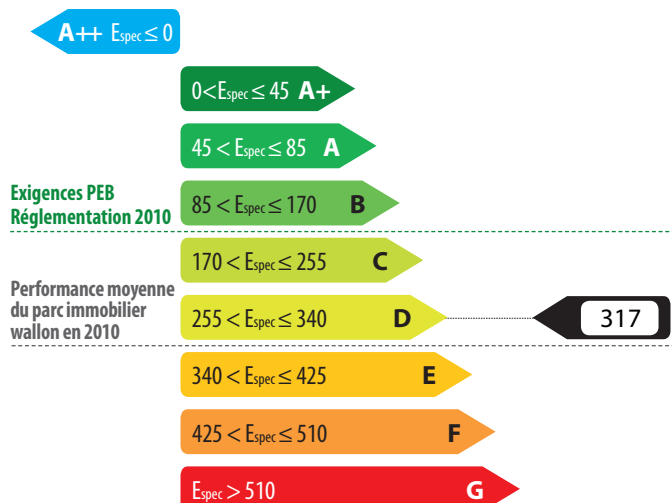 A++ Espec ≤ 0
0<Espec ≤ 45 A+
45 < Espec ≤ 85 A
Exigences PEB
Réglementation 2010
85 < Espec ≤ 170 B
170 < Espec ≤ 255 C
Performance moyenne
du parc immobilier
wallon en 2010
255 < Espec ≤ 340 D
317
340 < Espec ≤ 425 E
425 < Espec ≤ 510 F
Espec > 510 G